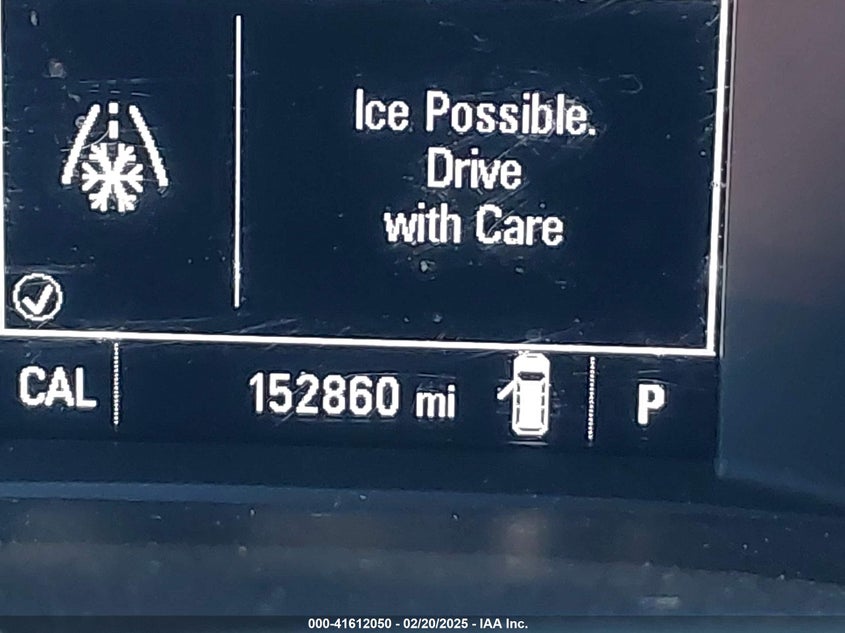 Ice Possible.
Drive
with Care
CAL 152860 mi P
000-41612050 - 02/20/2025 - IAA Inc.